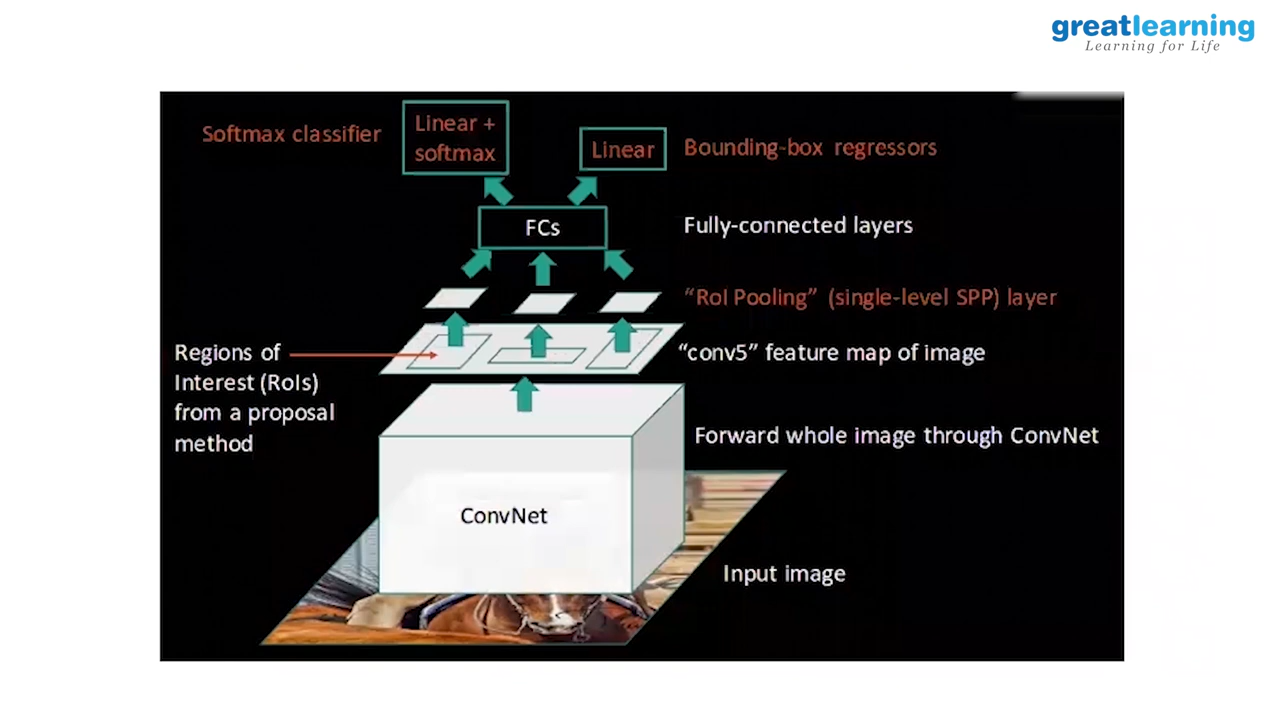 greatlearning
Learning for Life
Softmax classifier
Linear +
softmax
Linear
Bounding-box regressors
FCs
Fully-connected layers
“RoI Pooling” (single-level SPP) layer
Regions of
Interest (RoIs)
from a proposal
method
“conv5” feature map of image
Forward whole image through ConvNet
ConvNet
Input image